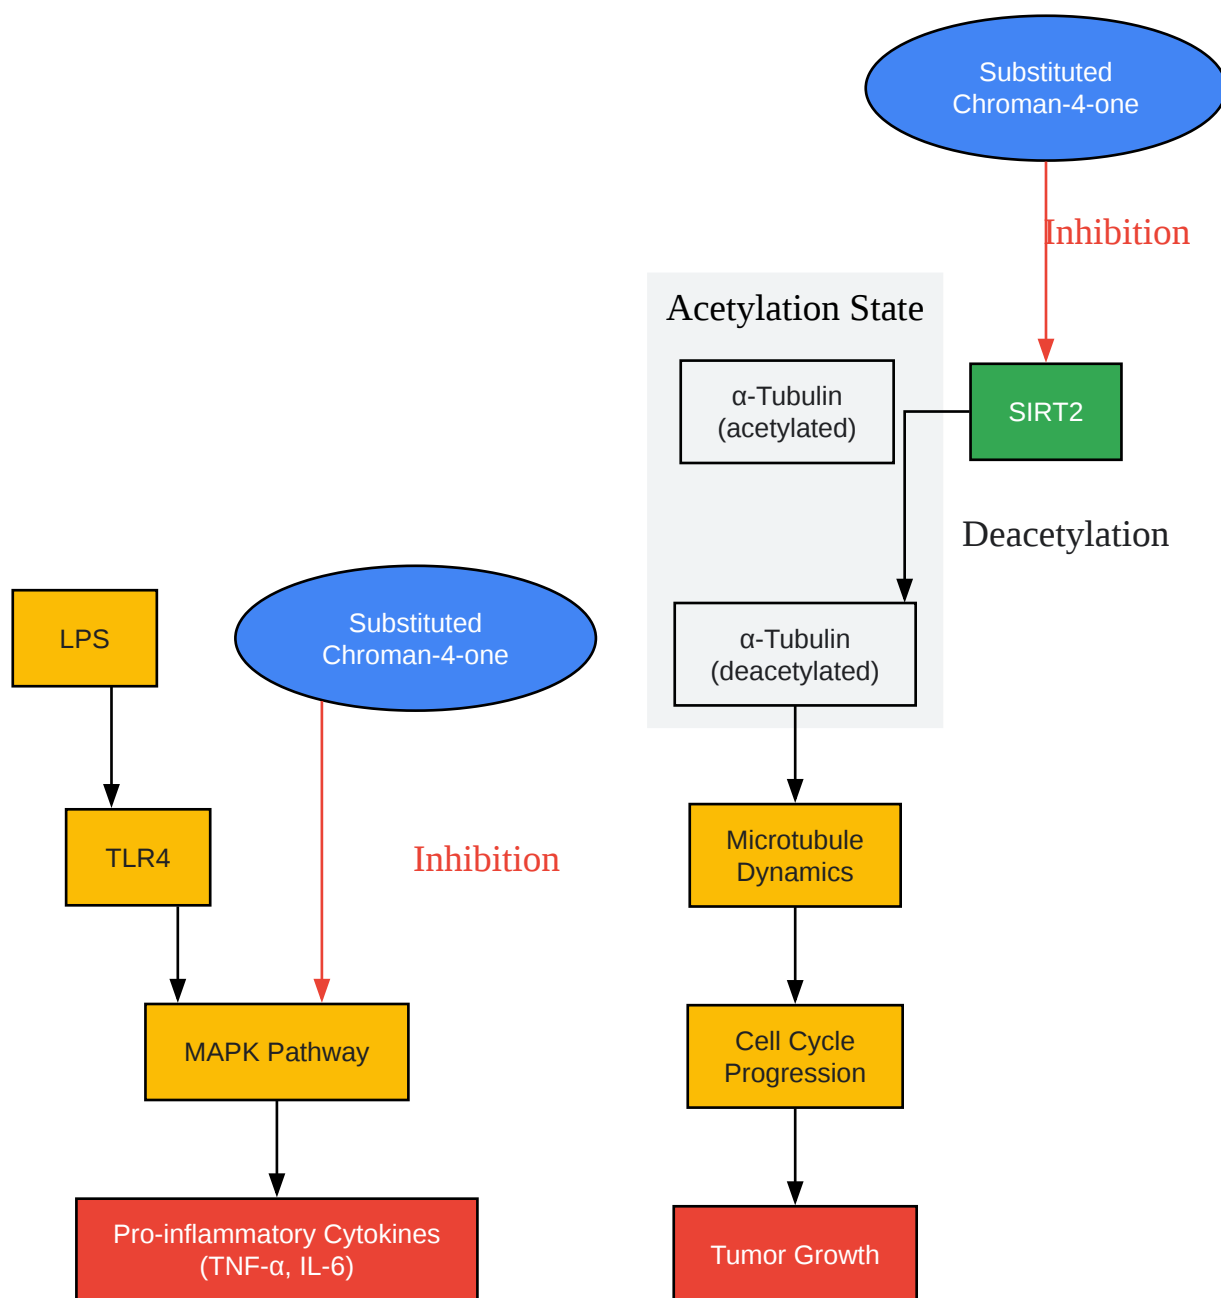 Substituted
Chroman-4-one
Inhibition
Acetylation State
α-Tubulin
(acetylated)
SIRT2
Deacetylation
α-Tubulin
(deacetylated)
Microtubule
Dynamics
Cell Cycle
Progression
Tumor Growth
LPS
Substituted
Chroman-4-one
TLR4
Inhibition
MAPK Pathway
Pro-inflammatory Cytokines
(TNF-α, IL-6)